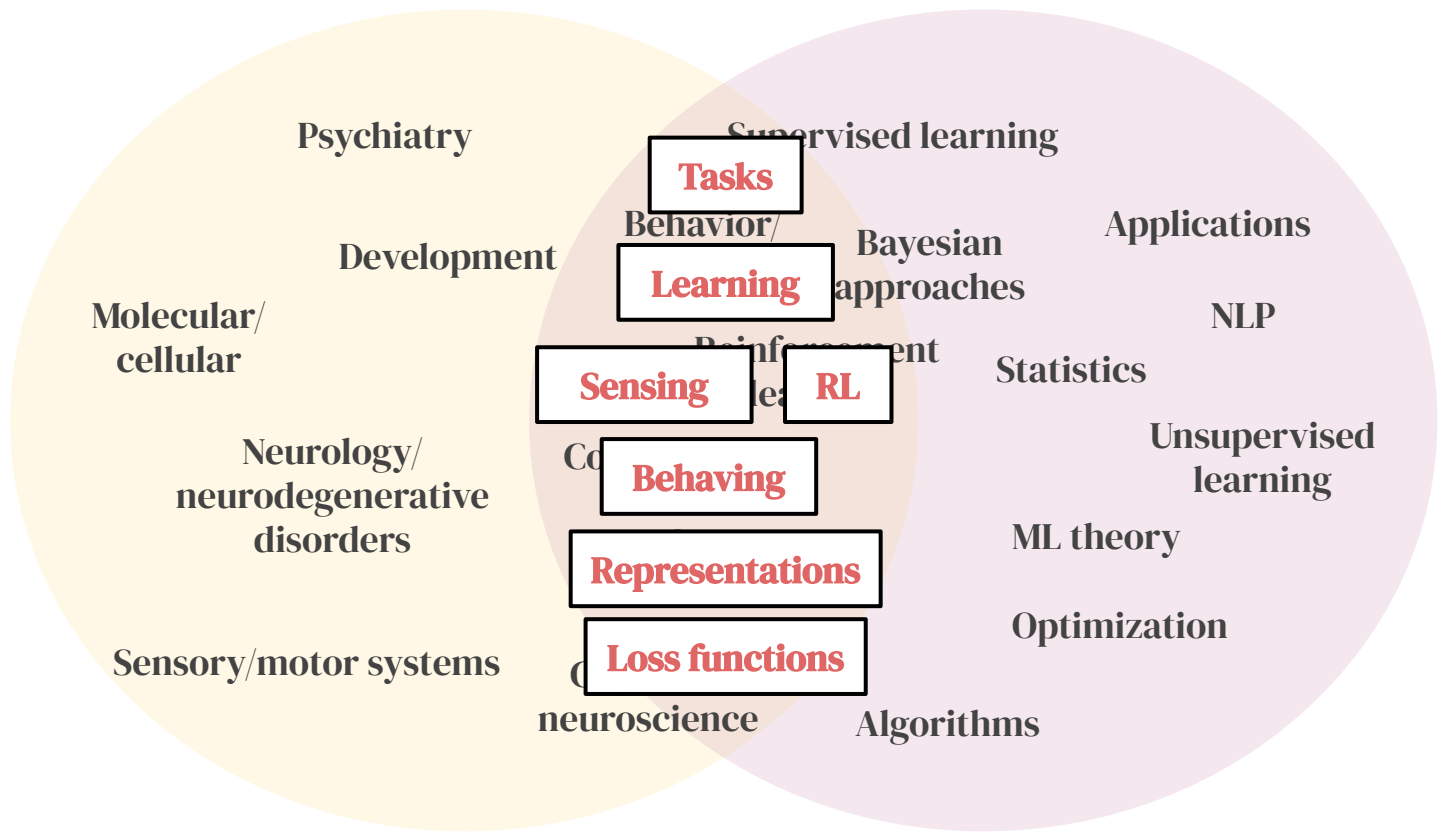 Psychiatry
Supervised learning
Tasks
Behavior/
Applications
Bayesian
approaches
Development
Learning
Molecular/
cellular
NLP
Reinforcement
Statistics
Sensing
RL
Neurology/
neurodegenerative
disorders
Unsupervised
learning
Behaving
ML theory
Representations
Optimization
Sensory/motor systems
Loss functions
neuroscience
Algorithms